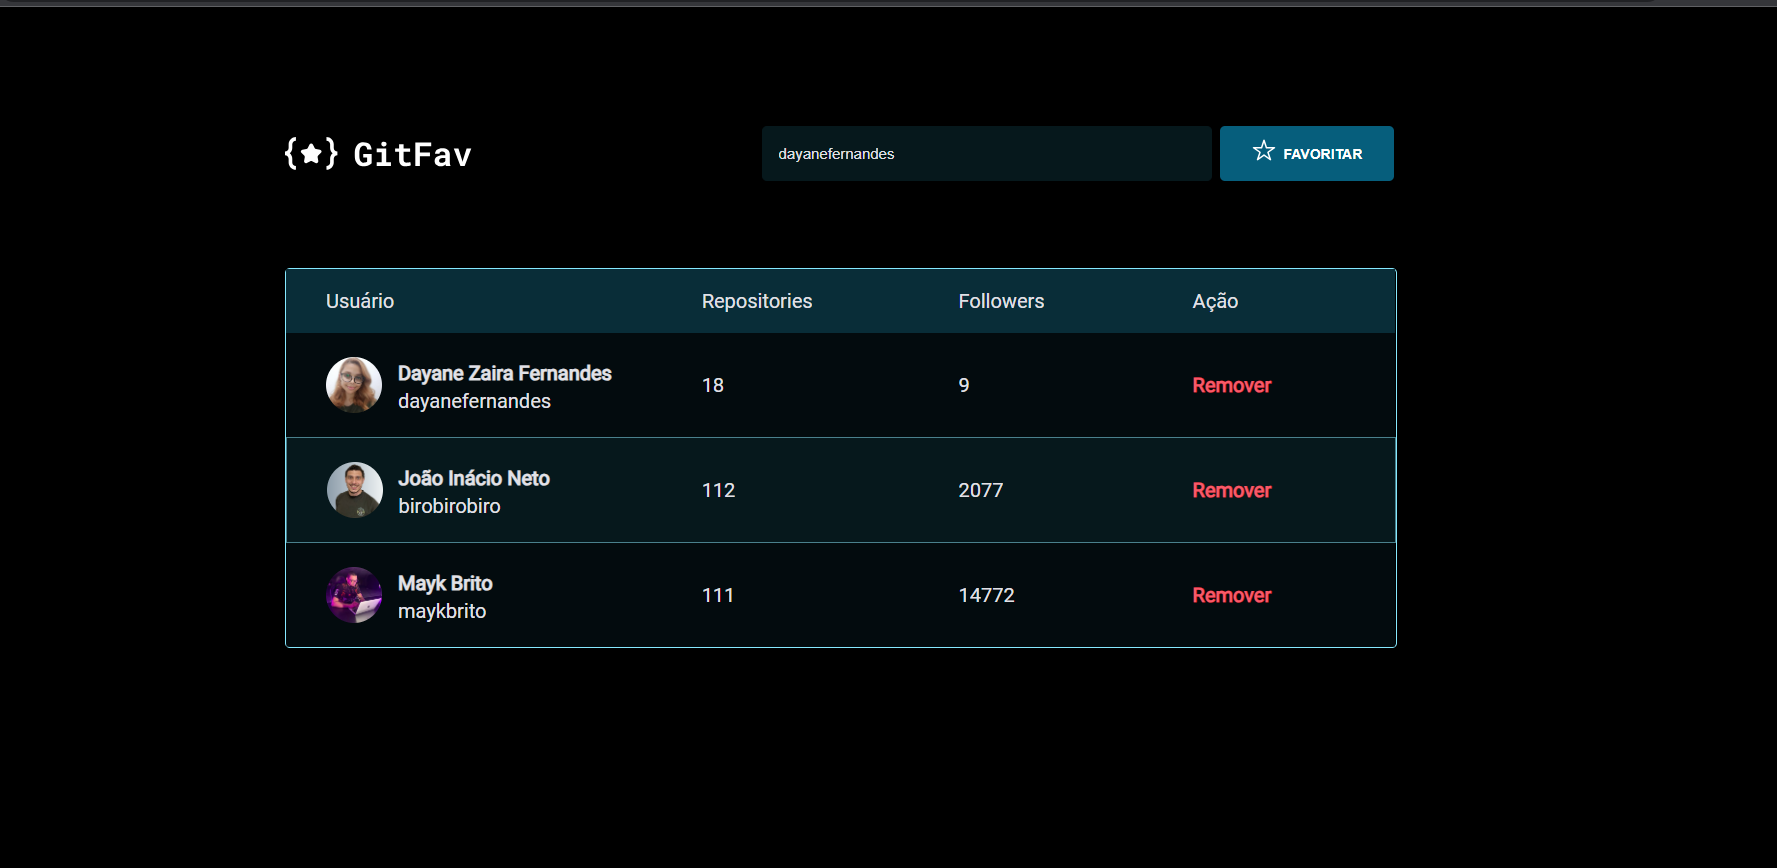 {★} GitFav
dayanefernandes
☆ FAVORITAR
Usuário Repositories Followers Ação
Dayane Zaira Fernandes
dayanefernandes
18 9 Remover
João Inácio Neto
birobirobiro
112 2077 Remover
Mayk Brito
maykbrito
111 14772 Remover